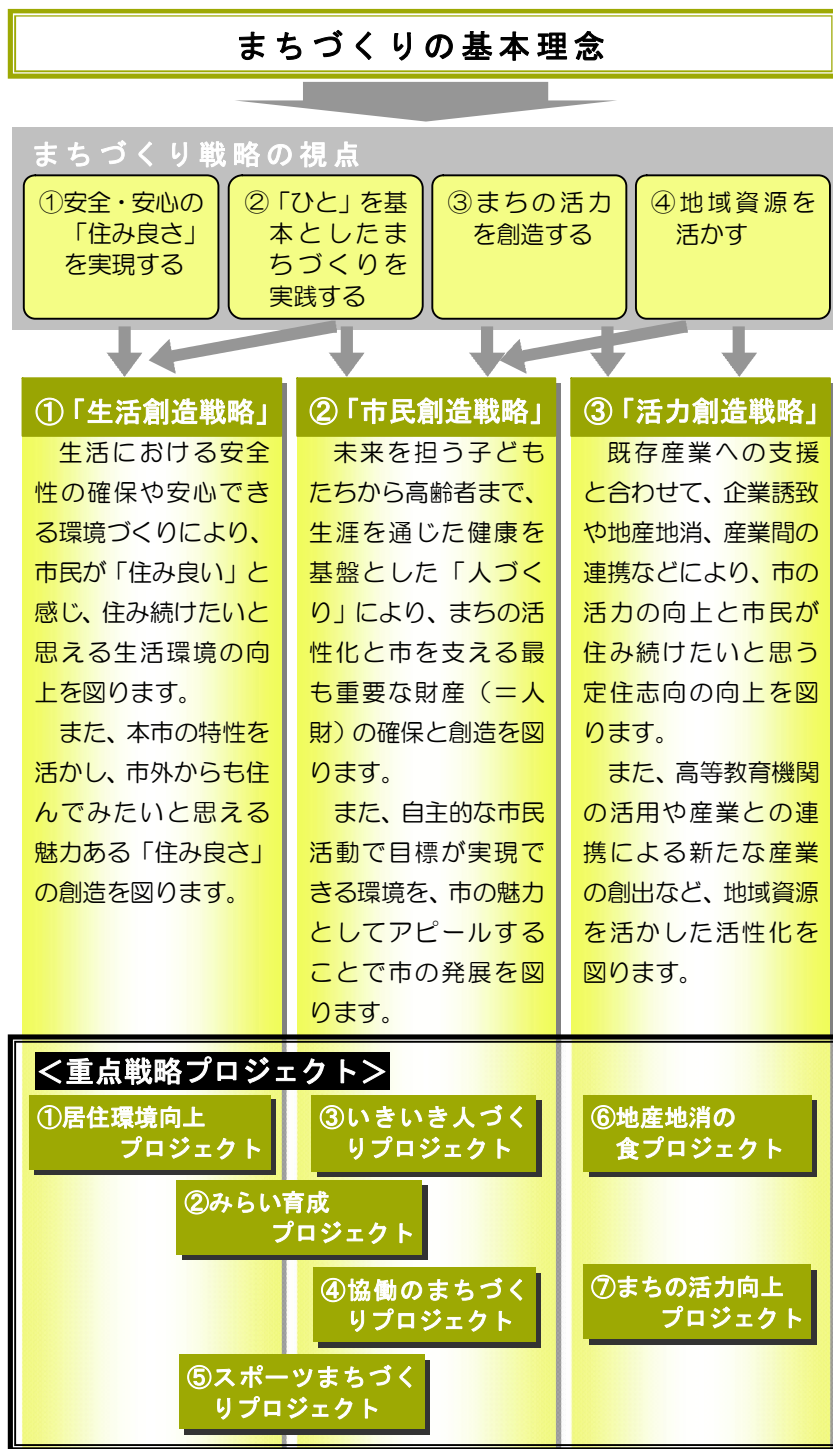 まちづくりの基本理念
まちづくり戦略の視点
①安全・安心の
「住み良さ」
を実現する
②「ひと」を基
本としたま
ちづくりを
実践する
③まちの活力
を創造する
④地域資源を
活かす
①「生活創造戦略」
生活における安全
性の確保や安心でき
る環境づくりにより、
市民が「住み良い」と
感じ、住み続けたいと
思える生活環境の向
上を図ります。
また、本市の特性を
活かし、市外からも住
んでみたいと思える
魅力ある「住み良さ」
の創造を図ります。
②「市民創造戦略」
未来を担う子ども
たちから高齢者まで、
生涯を通じた健康を
基盤とした「人づく
り」により、まちの活
性化と市を支える最
も重要な財産（＝人
財）の確保と創造を図
ります。
また、自主的な市民
活動で目標が実現で
きる環境を、市の魅力
としてアピールする
ことで市の発展を図
ります。
③「活力創造戦略」
既存産業への支援
と合わせて、企業誘致
や地産地消、産業間の
連携などにより、市の
活力の向上と市民が
住み続けたいと思う
定住志向の向上を図
ります。
また、高等教育機関
の活用や産業との連
携による新たな産業
の創出など、地域資源
を活かした活性化を
図ります。
＜重点戦略プロジェクト＞
①居住環境向上
プロジェクト
②みらい育成
プロジェクト
③いきいき人づく
りプロジェクト
④協働のまちづく
りプロジェクト
⑤スポーツまちづく
りプロジェクト
⑥地産地消の
食プロジェクト
⑦まちの活力向上
プロジェクト